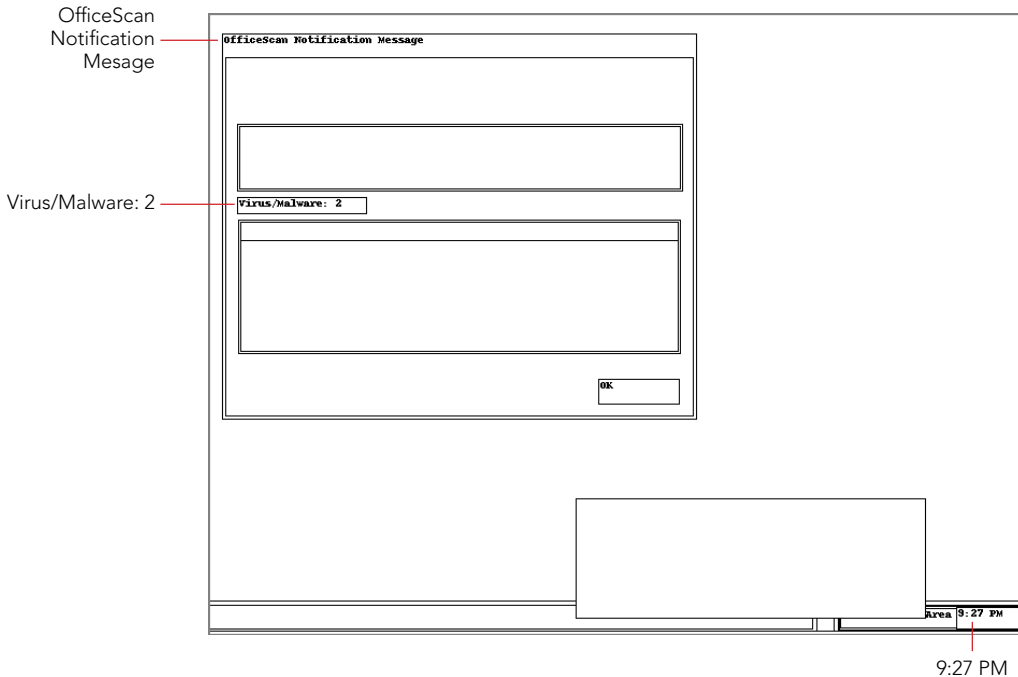 OfficeScan
Notification
Mesage
OfficeScan Notification Message
Virus/Malware: 2
Virus/Malware: 2
OK
Area
9:27 PM
9:27 PM